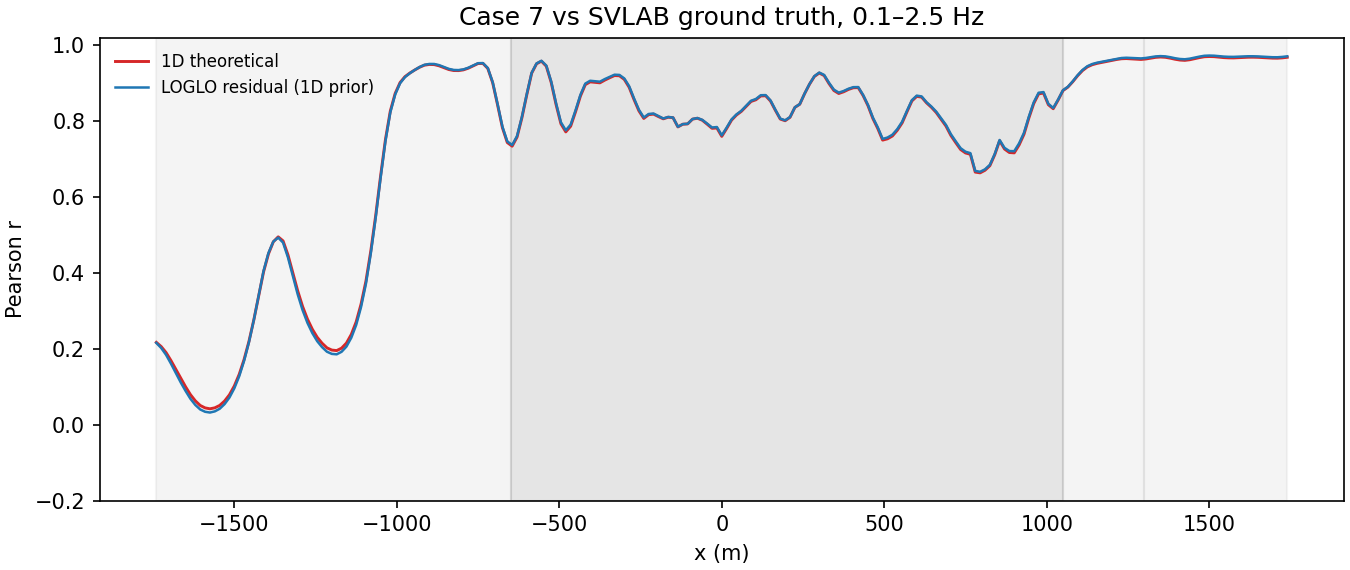 Case 7 vs SVLAB ground truth, 0.1–2.5 Hz
1D theoretical
LOGLO residual (1D prior)
1.0
0.8
0.6
0.4
0.2
0.0
−0.2
Pearson r
−1500
−1000
−500
0
500
1000
1500
x (m)